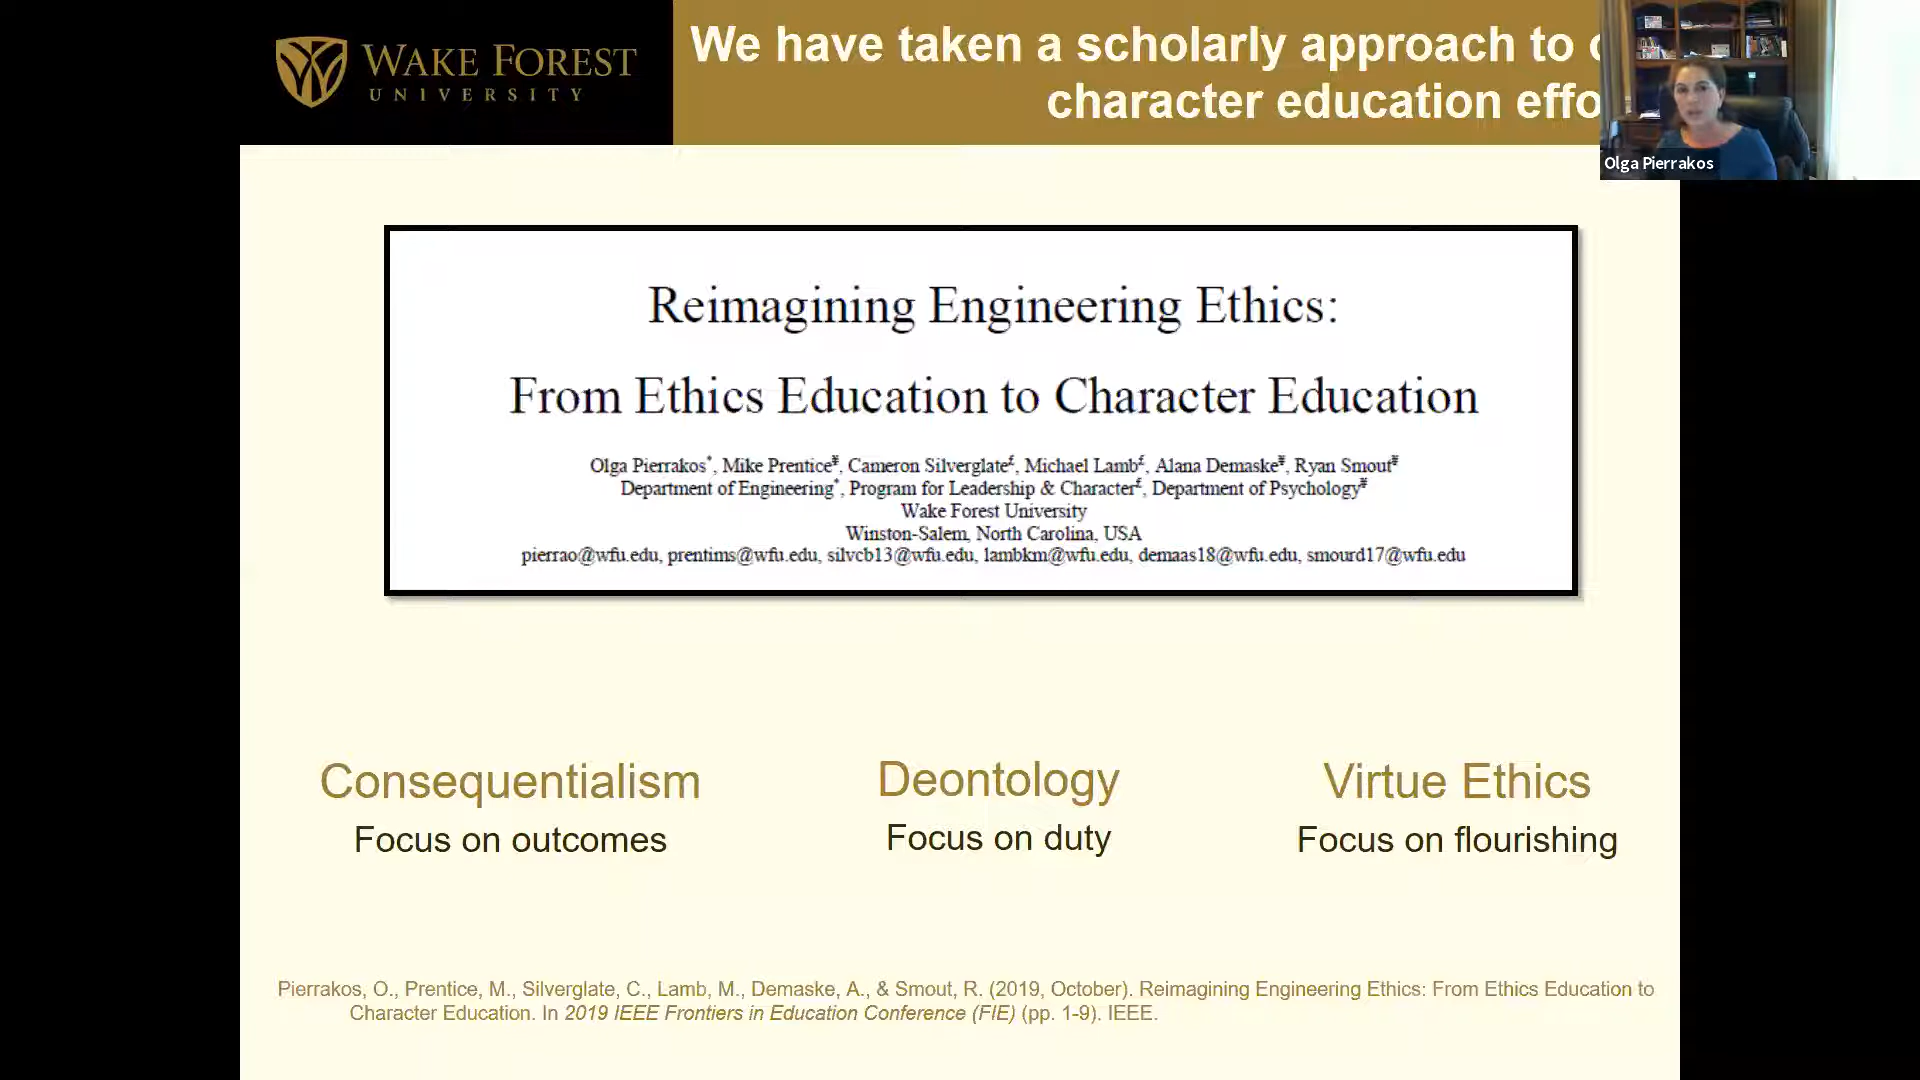 WAKE FOREST
UNIVERSITY
We have taken a scholarly approach to
character education
Olga Pierrakos
Reimagining Engineering Ethics:
From Ethics Education to Character Education
Olga Pierrakos*, Mike Prentice¥, Cameron Silverglate£, Michael Lamb£, Alana Demaske¥, Ryan Smout¥
Department of Engineering*, Program for Leadership & Character£, Department of Psychology¥
Wake Forest University
Winston-Salem, North Carolina, USA
pierrao@wfu.edu, prentims@wfu.edu, silvcb13@wfu.edu, lambkm@wfu.edu, demaas18@wfu.edu, smourd17@wfu.edu
Consequentialism
Focus on outcomes
Deontology
Focus on duty
Virtue Ethics
Focus on flourishing
Pierrakos, O., Prentice, M., Silverglate, C., Lamb, M., Demaske, A., & Smout, R. (2019, October). Reimagining Engineering Ethics: From Ethics Education to
Character Education. In 2019 IEEE Frontiers in Education Conference (FIE) (pp. 1-9). IEEE.